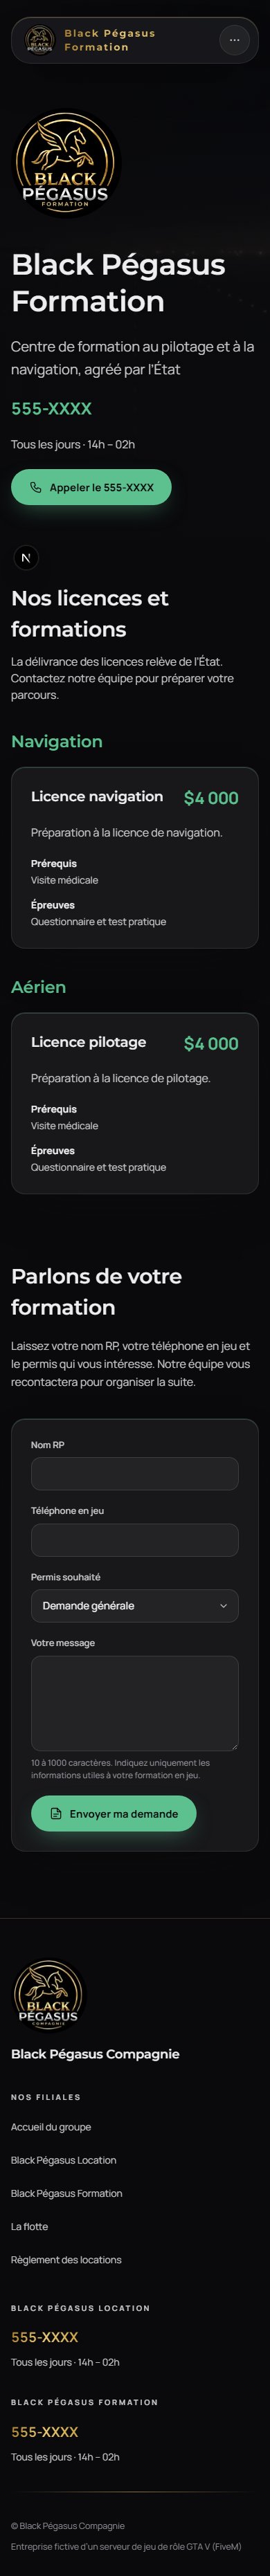 BLACK
PÉGASUS
Black Pégasus
Formation
BLACK
PÉGASUS
FORMATION
Black Pégasus
Formation
Centre de formation au pilotage et à la
navigation, agréé par l'État
555-XXXX
Tous les jours · 14h – 02h
Appeler le 555-XXXX
N
Nos licences et
formations
La délivrance des licences relève de l'État.
Contactez notre équipe pour préparer votre
parcours.
Navigation
Licence navigation $4 000
Préparation à la licence de navigation.
Prérequis
Visite médicale
Épreuves
Questionnaire et test pratique
Aérien
Licence pilotage $4 000
Préparation à la licence de pilotage.
Prérequis
Visite médicale
Épreuves
Questionnaire et test pratique
Parlons de votre
formation
Laissez votre nom RP, votre téléphone en jeu et
le permis qui vous intéresse. Notre équipe vous
recontactera pour organiser la suite.
Nom RP
Téléphone en jeu
Permis souhaité
Demande générale
Votre message
10 à 1000 caractères. Indiquez uniquement les
informations utiles à votre formation en jeu.
Envoyer ma demande
BLACK
PÉGASUS
COMPAGNIE
Black Pégasus Compagnie
NOS FILIALES
Accueil du groupe
Black Pégasus Location
Black Pégasus Formation
La flotte
Règlement des locations
BLACK PÉGASUS LOCATION
555-XXXX
Tous les jours · 14h – 02h
BLACK PÉGASUS FORMATION
555-XXXX
Tous les jours · 14h – 02h
© Black Pégasus Compagnie
Entreprise fictive d'un serveur de jeu de rôle GTA V (FiveM)